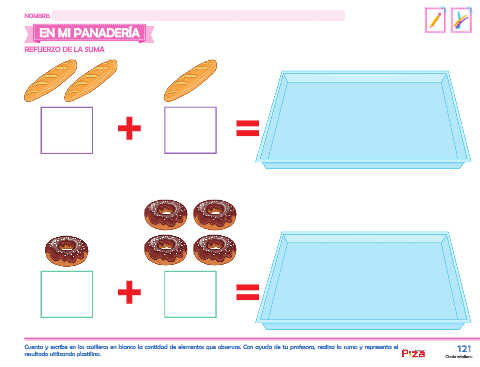 NOMBRE:
EN MI PANADERÍA
REFUERZO DE LA SUMA
+ =
+ =
Cuenta y escribe en los casilleros en blanco la cantidad de elementos que observas. Con ayuda de tu profesora, realiza la suma y representa el
resultado utilizando plastilina.
121